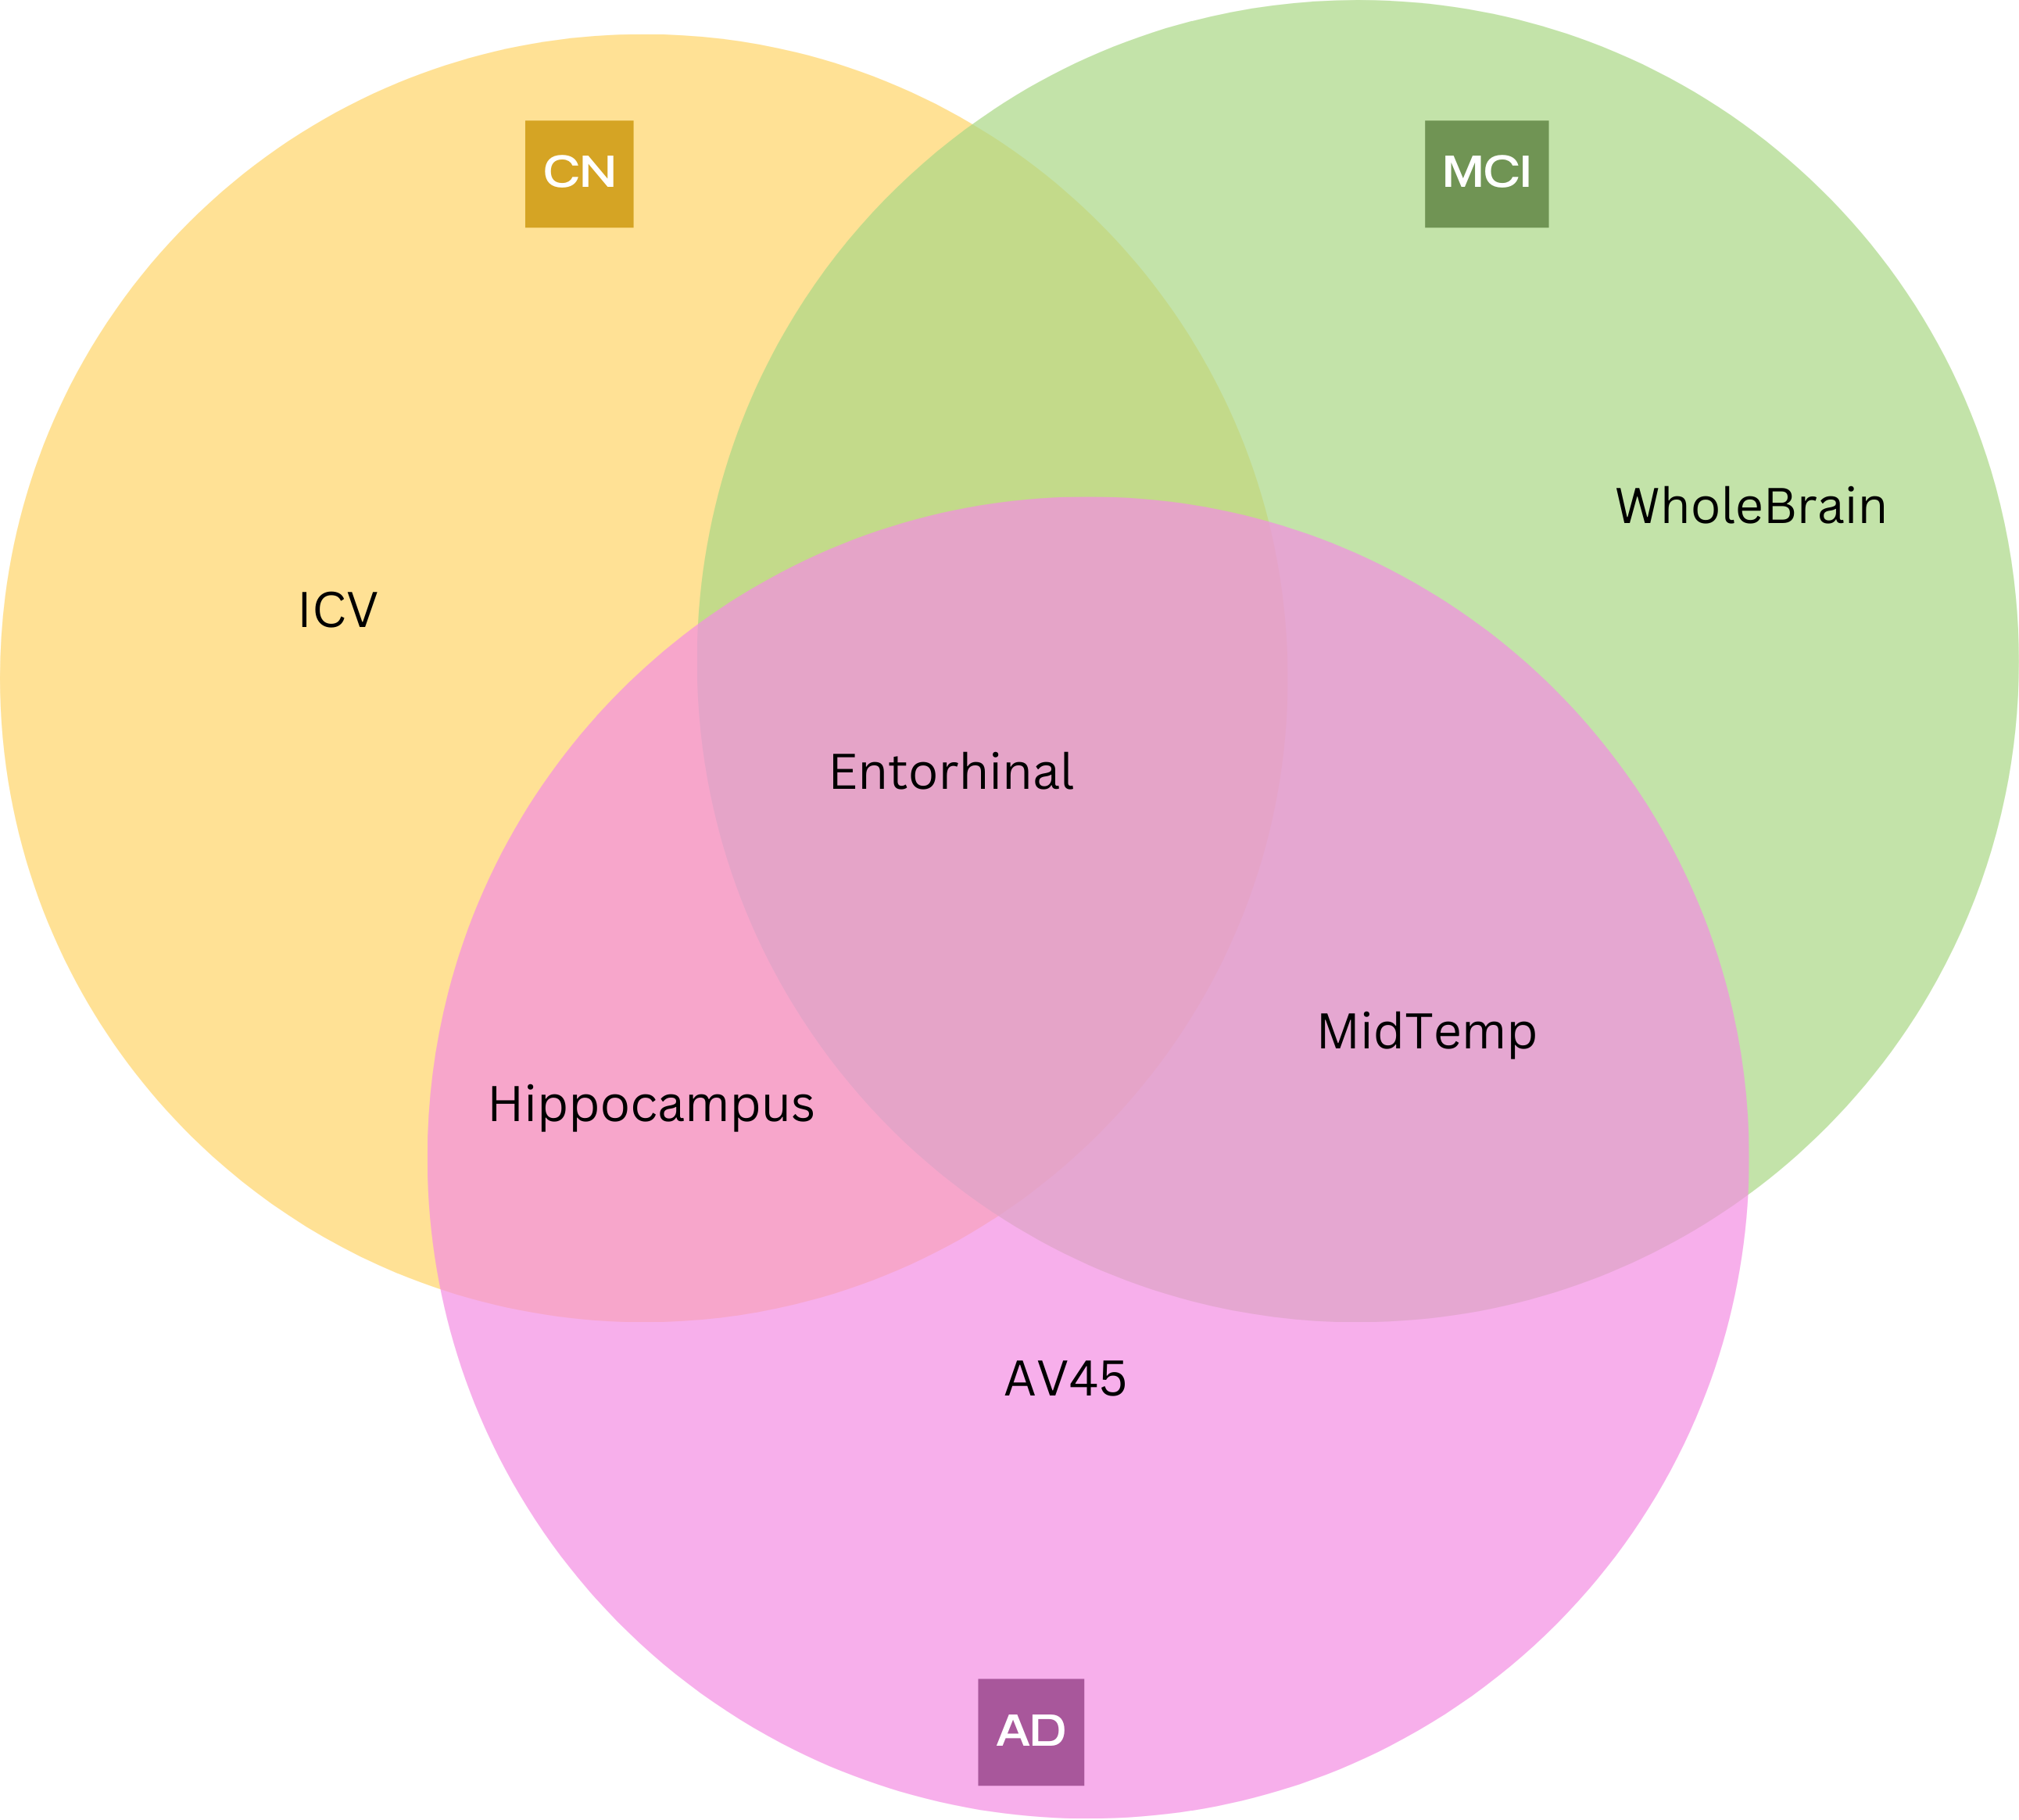 CN
MCI
WholeBrain
ICV
Entorhinal
MidTemp
Hippocampus
AV45
AD